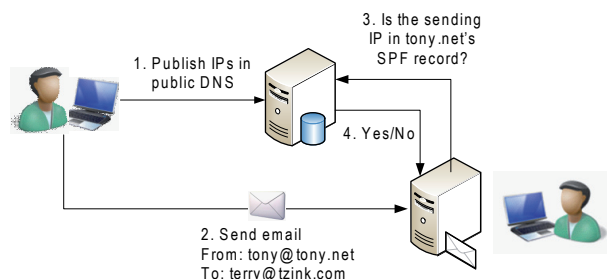 1. Publish IPs in
public DNS
3. Is the sending
IP in tony.net's
SPF record?
4. Yes/No
2. Send email
From: tony@tony.net
To: terry@tzink.com